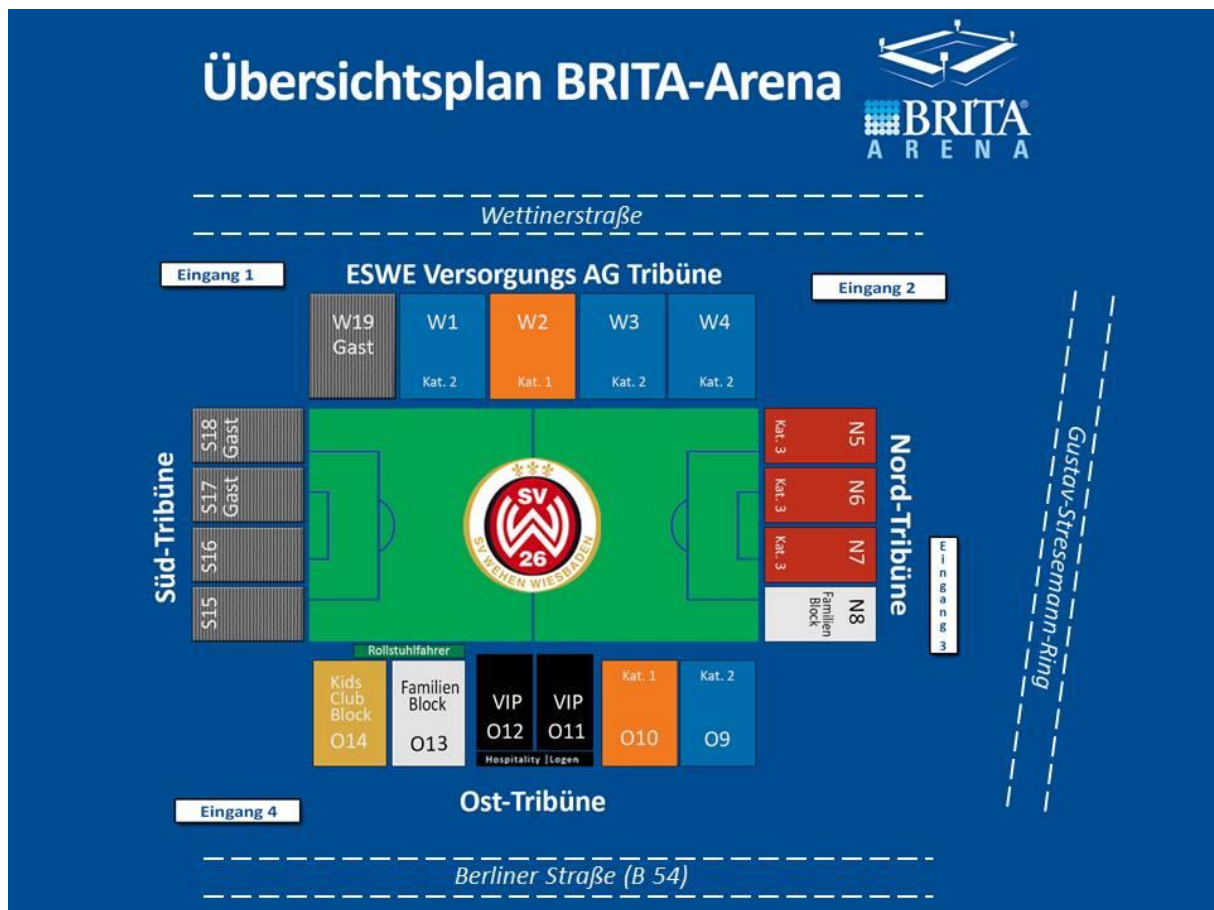 Übersichtsplan BRITA-Arena
BRITA®
ARENA
Wettinerstraße
Eingang 1
ESWE Versorgungs AG Tribüne
Eingang 2
W19
Gast
W1
Kat. 2
W2
Kat. 1
W3
Kat. 2
W4
Kat. 2
Süd-Tribüne
S18
Gast
S17
Gast
S16
S15
SV
26
SV WEHEN WIESBADEN
N5
Kat. 3
N6
Kat. 3
N7
Kat. 3
N8
Familien
Block
Nord-Tribüne
Eingang 3
Gustav-Stresemann-Ring
Rollstuhlfahrer
Kids
Club
Block
O14
Familien
Block
O13
VIP
O12
VIP
O11
Hospitality |Logen
Kat. 1
O10
Kat. 2
O9
Eingang 4
Ost-Tribüne
Berliner Straße (B 54)